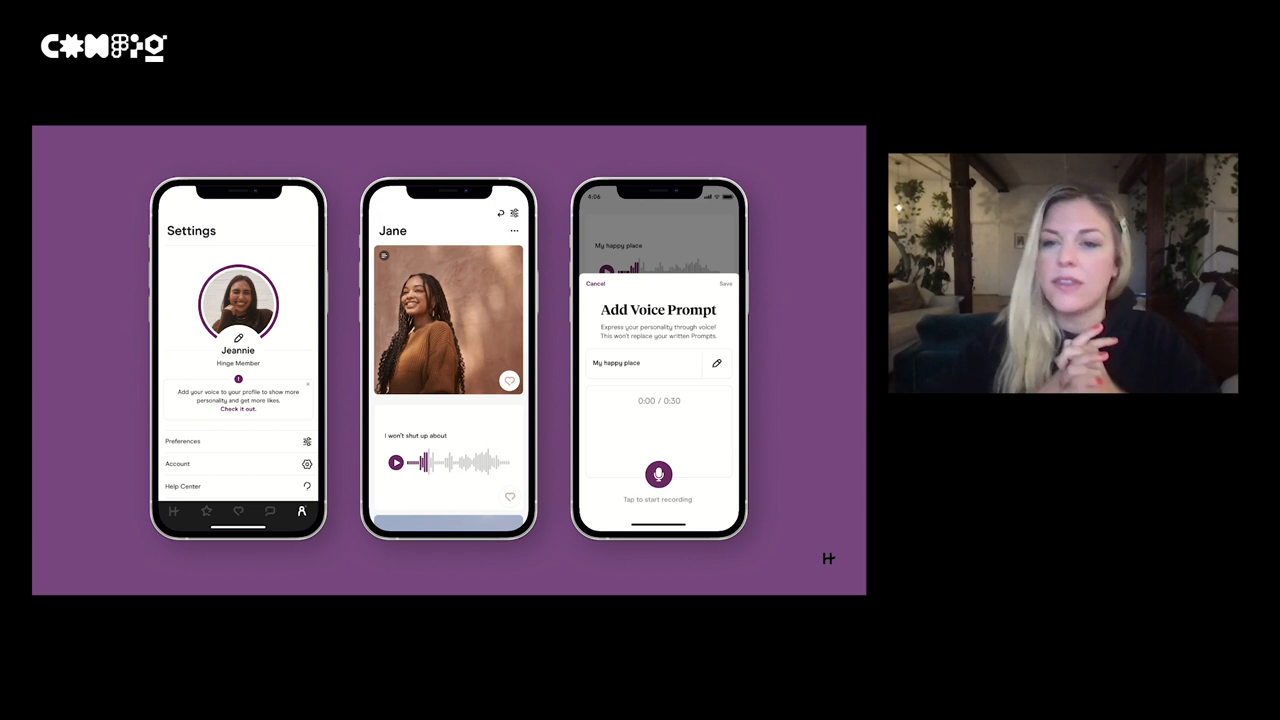 CONFIG
Settings
Jeannie
Hinge Member
!
Add your voice to your profile to show more
personality and get more likes.
Check it out.
Preferences
Account
Help Center
Jane
I won't shut up about
4:06
My happy place
Cancel
Save
Add Voice Prompt
Express your personality through voice!
This won't replace your written Prompts.
My happy place
0:00 / 0:30
Tap to start recording
H